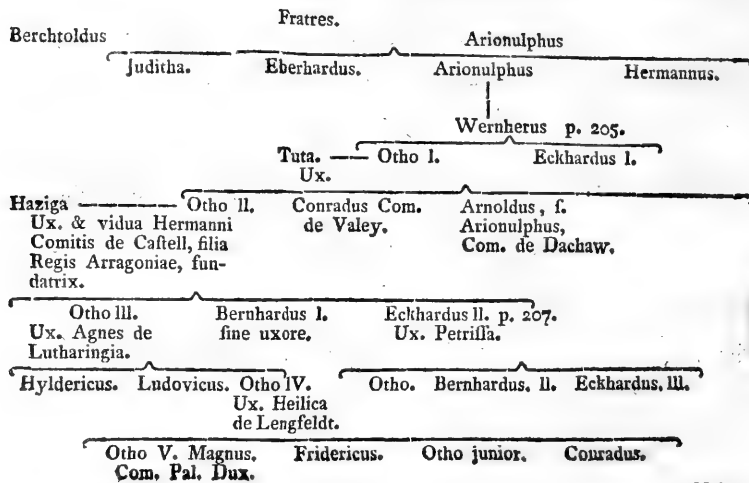 Fratres.
Berchtoldus Arionulphus
Juditha. Eberhardus. Arionulphus Hermannus.
Wernherus p. 205.
Tuta. Otho I. Eckhardus I.
Ux.
Haziga Otho II. Conradus Com. Arnoldus, ſ.
Ux. & vidua Hermanni de Valey. Arionulphus,
Comitis de Caſtell, filia Com. de Dachaw.
Regis Arragoniae, fun-
datrix.
Otho III. Bernhardus I. Eckhardus II. p. 207.
Ux. Agnes de ſine uxore. Ux. Petriſſa.
Lutharingia.
Hyldericus. Ludovicus. Otho IV. Otho. Bernhardus. II. Eckhardus. III.
Ux. Heilica
de Lengfeldt.
Otho V. Magnus. Fridericus. Otho junior. Conradus.
Com. Pal. Dux.